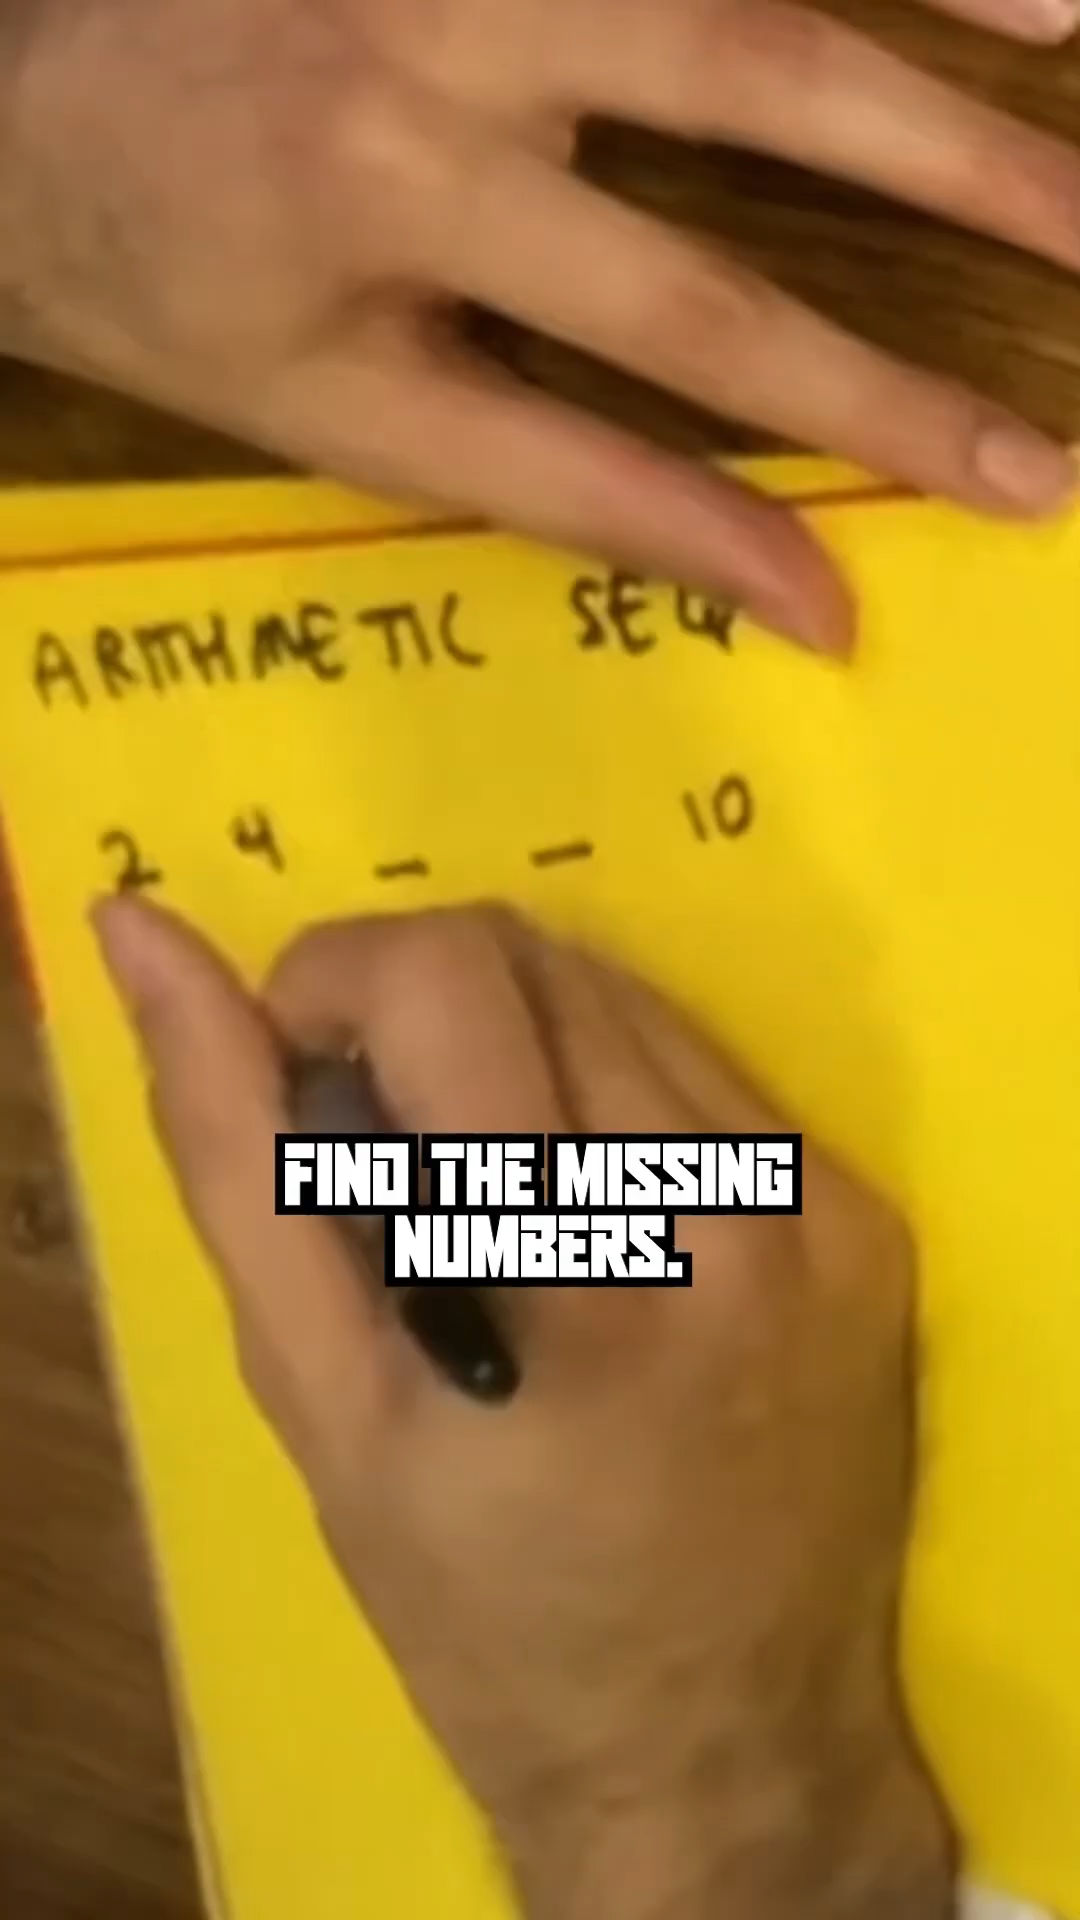 ARITHMETIC SEQ
2 4 _ _ 10
FIND THE MISSING
NUMBERS.